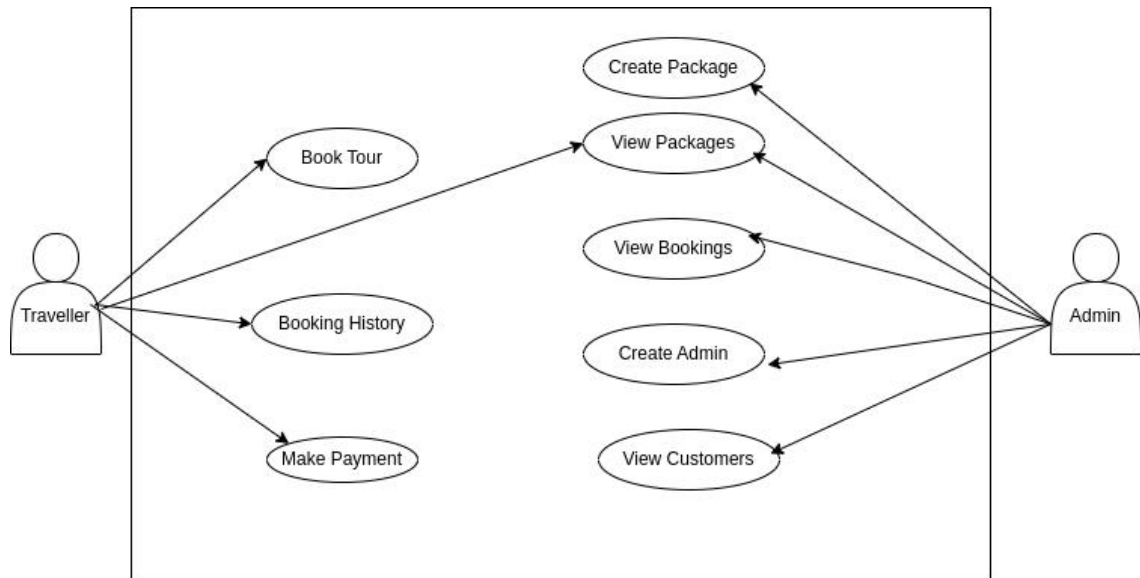 Create Package
View Packages
Book Tour
View Bookings
Traveller
Booking History
Admin
Create Admin
Make Payment
View Customers